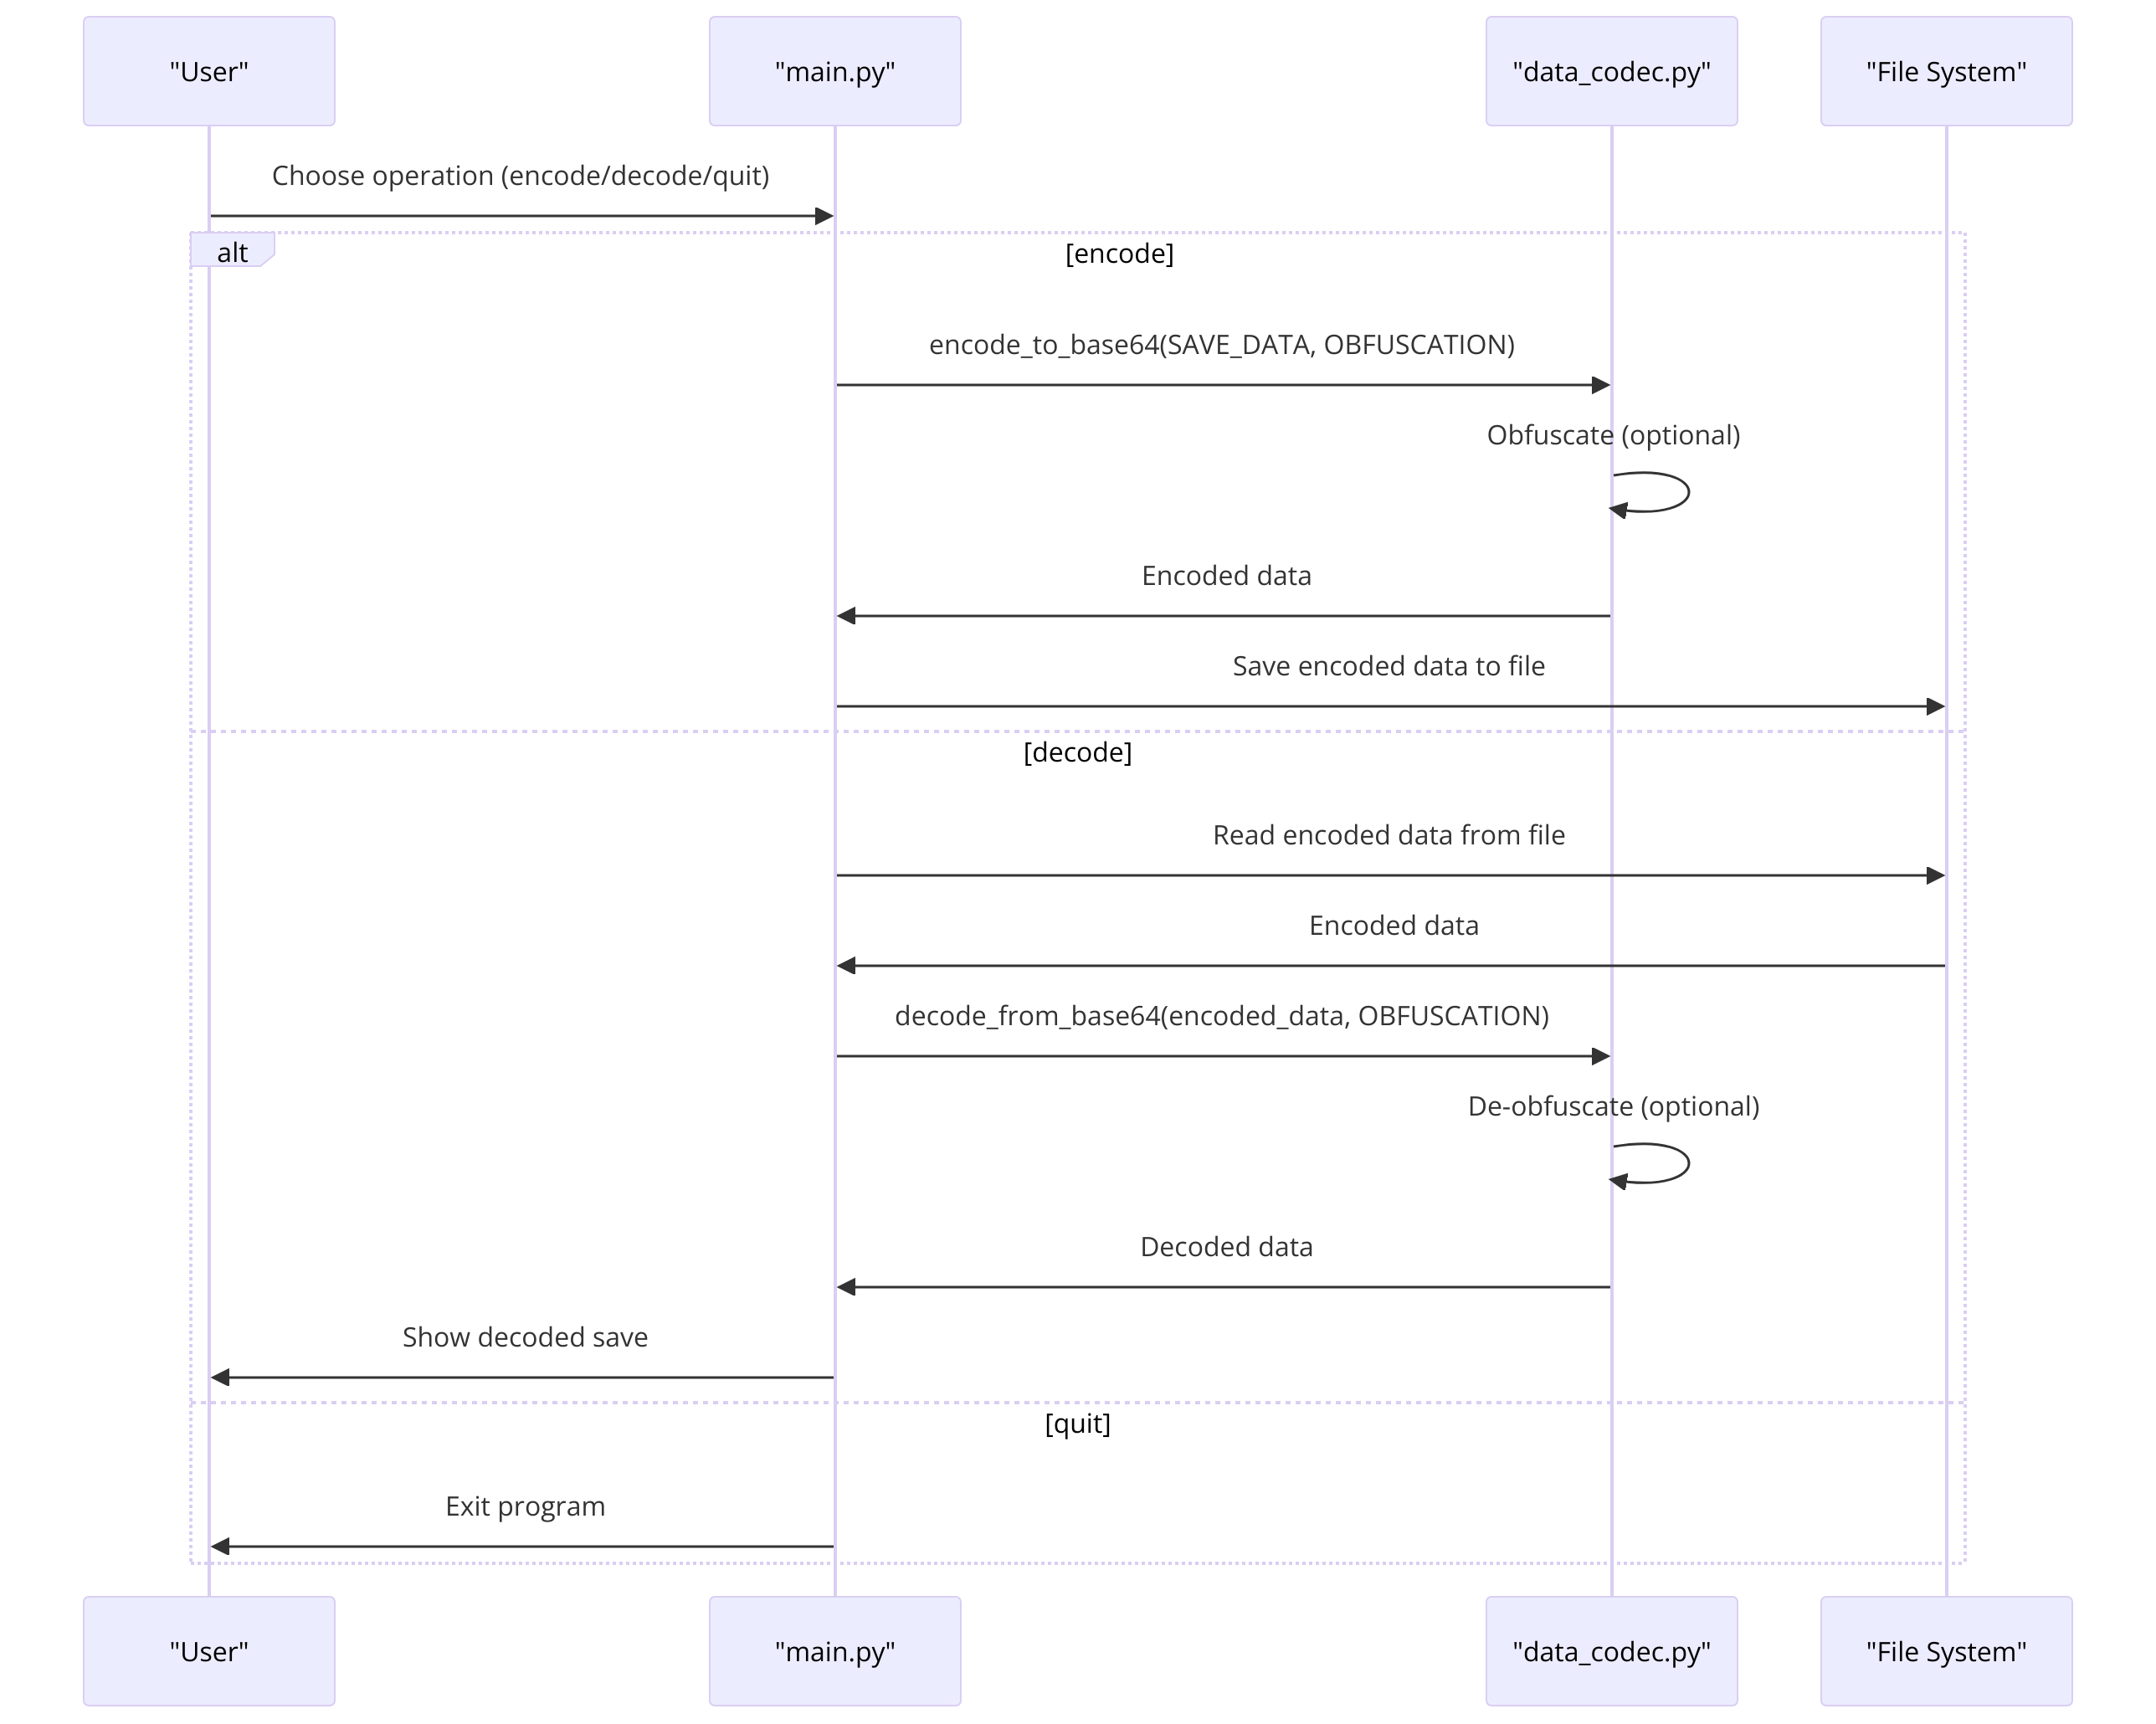 "User"
"main.py"
"data_codec.py"
"File System"
Choose operation (encode/decode/quit)
alt
[encode]
encode_to_base64(SAVE_DATA, OBFUSCATION)
Obfuscate (optional)
Encoded data
Save encoded data to file
[decode]
Read encoded data from file
Encoded data
decode_from_base64(encoded_data, OBFUSCATION)
De-obfuscate (optional)
Decoded data
Show decoded save
[quit]
Exit program
"User"
"main.py"
"data_codec.py"
"File System"